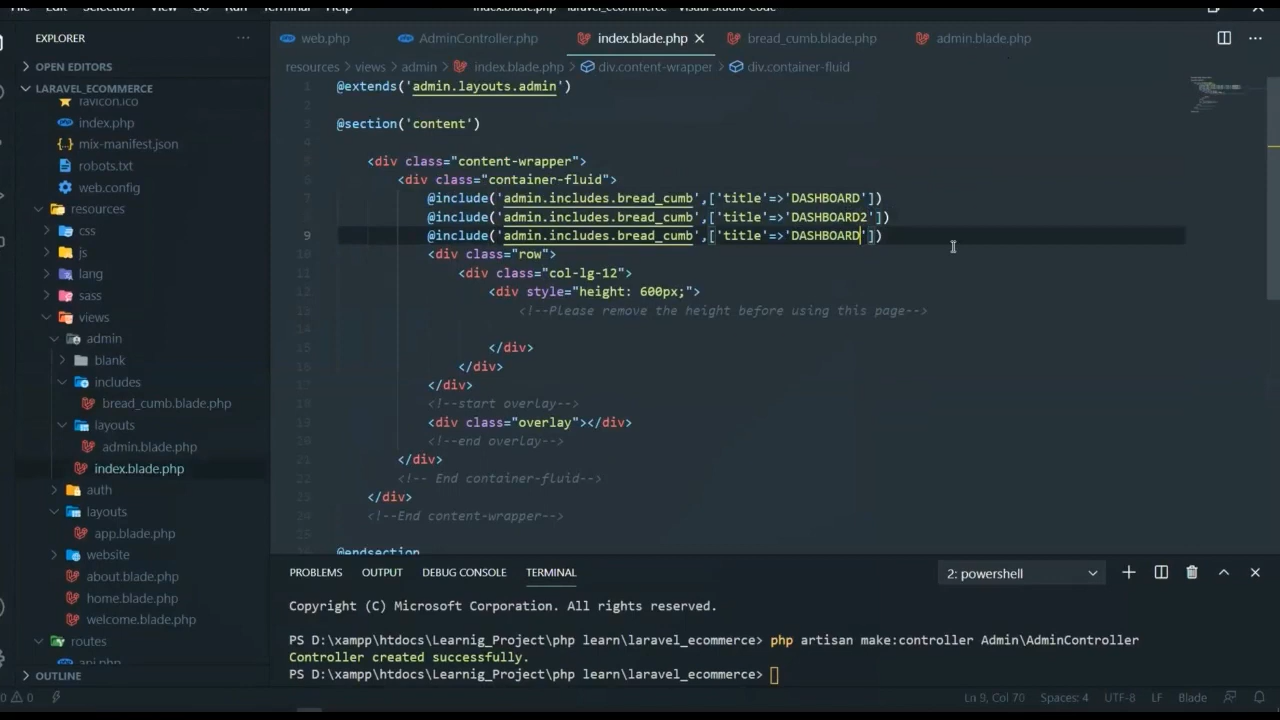 File Edit Selection View Go Run Terminal Help index.blade.php - laravel_ecommerce - Visual Studio Code
EXPLORER ...
web.php AdminController.php index.blade.php bread_cumb.blade.php admin.blade.php
OPEN EDITORS
LARAVEL_ECOMMERCE
favicon.ico
index.php
mix-manifest.json
robots.txt
web.config
resources
css
js
lang
sass
views
admin
blank
includes
bread_cumb.blade.php
layouts
admin.blade.php
index.blade.php
auth
layouts
app.blade.php
website
about.blade.php
home.blade.php
welcome.blade.php
routes
api.php
OUTLINE
resources > views > admin > index.blade.php > div.content-wrapper > div.container-fluid
1 @extends('admin.layouts.admin')
2
3 @section('content')
4
5 <div class="content-wrapper">
6 <div class="container-fluid">
7 @include('admin.includes.bread_cumb',['title'=>'DASHBOARD'])
8 @include('admin.includes.bread_cumb',['title'=>'DASHBOARD2'])
9 @include('admin.includes.bread_cumb',['title'=>'DASHBOARD'])
10 <div class="row">
11 <div class="col-lg-12">
12 <div style="height: 600px;">
13 <!--Please remove the height before using this page-->
14
15 </div>
16 </div>
17 </div>
18 <!--start overlay-->
19 <div class="overlay"></div>
20 <!--end overlay-->
21 </div>
22 <!-- End container-fluid-->
23 </div>
24 <!--End content-wrapper-->
25
26 @endsection
PROBLEMS OUTPUT DEBUG CONSOLE TERMINAL 2: powershell
Copyright (C) Microsoft Corporation. All rights reserved.
PS D:\xampp\htdocs\Learnig_Project\php learn\laravel_ecommerce> php artisan make:controller Admin\AdminController
Controller created successfully.
PS D:\xampp\htdocs\Learnig_Project\php learn\laravel_ecommerce>
0 0 Ln 9, Col 70 Spaces: 4 UTF-8 LF Blade